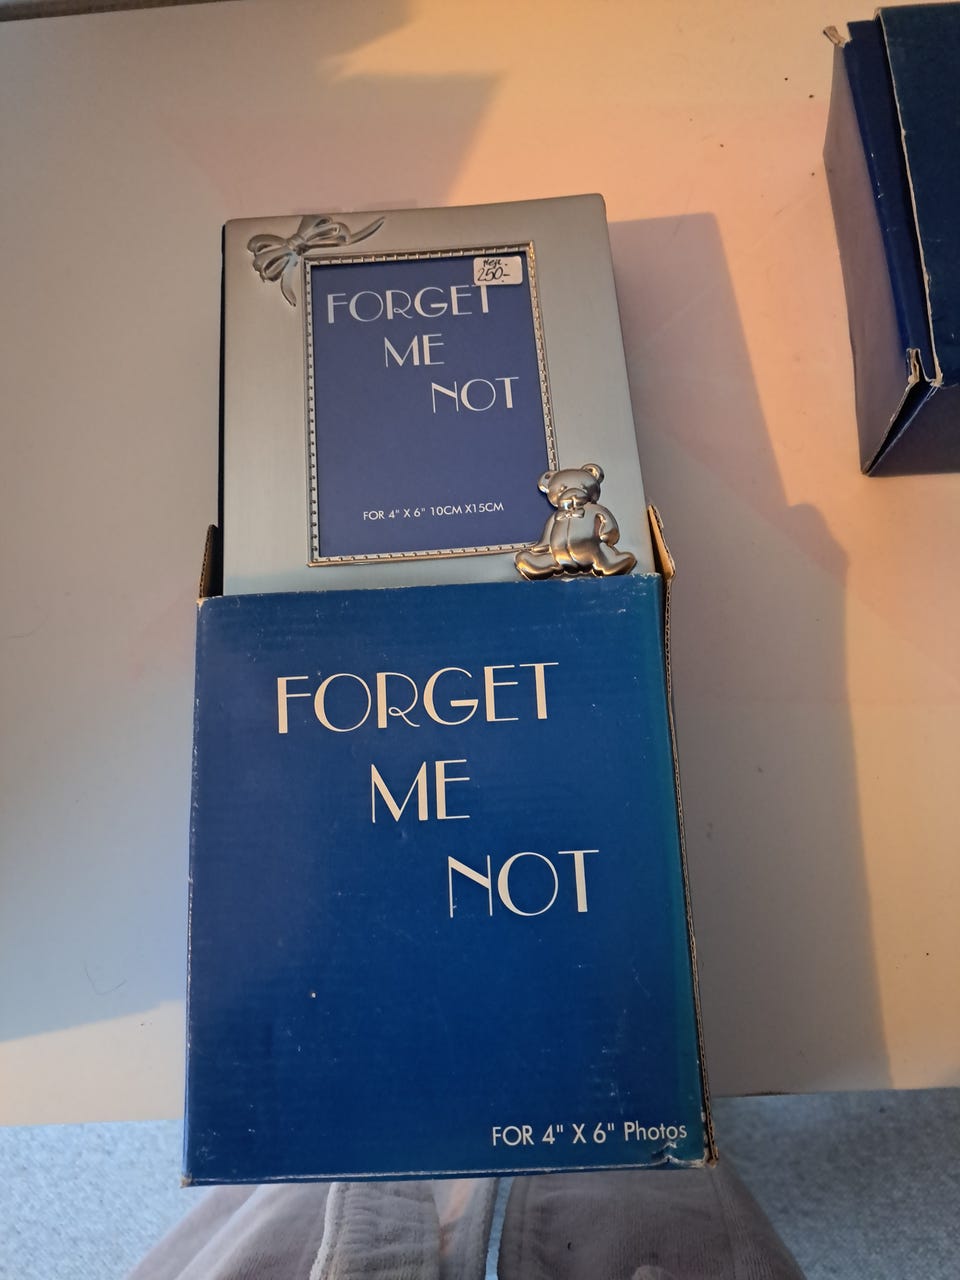 250-
FORGET
ME
NOT
FOR 4" X 6" 10CM X15CM
FORGET
ME
NOT
FOR 4" X 6" Photos